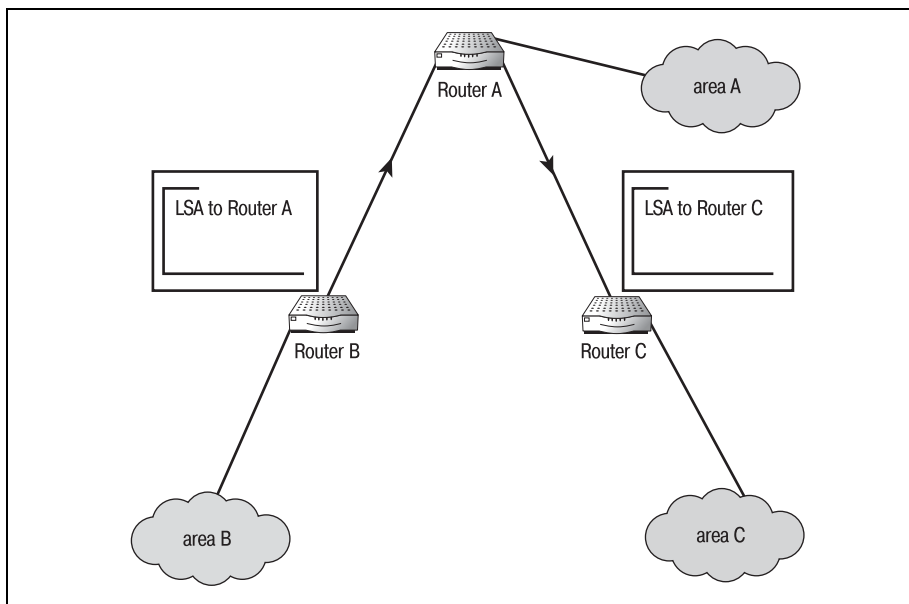 Router A
area A
LSA to Router A
LSA to Router C
Router B
Router C
area B
area C